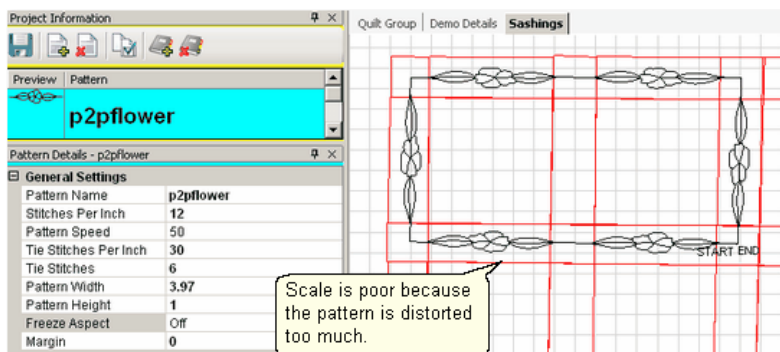 Project Information
Quilt Group Demo Details Sashings
Preview Pattern
p2pflower
Pattern Details - p2pflower
General Settings
Pattern Name p2pflower
Stitches Per Inch 12
Pattern Speed 50
Tie Stitches Per Inch 30
Tie Stitches 6
Pattern Width 3.97
Pattern Height 1
Freeze Aspect Off
Margin 0
START END
Scale is poor because
the pattern is distorted
too much.